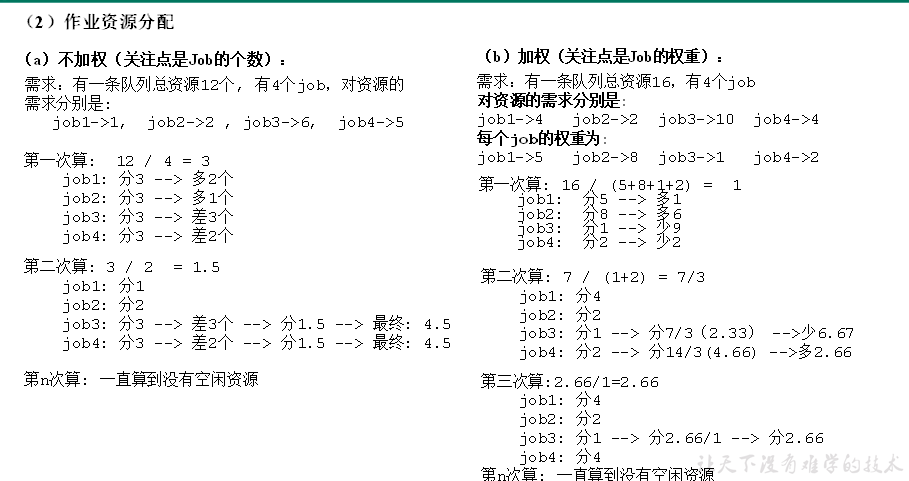 （2）作业资源分配
（a）不加权（关注点是Job的个数）：
需求：有一条队列总资源12个, 有4个job，对资源的
需求分别是:
job1->1,  job2->2 , job3->6,  job4->5
第一次算:  12 / 4 = 3
job1: 分3 --> 多2个
job2: 分3 --> 多1个
job3: 分3 --> 差3个
job4: 分3 --> 差2个
第二次算: 3 / 2  = 1.5
job1: 分1
job2: 分2
job3: 分3 --> 差3个 --> 分1.5 --> 最终: 4.5
job4: 分3 --> 差2个 --> 分1.5 --> 最终: 4.5
第n次算: 一直算到没有空闲资源
（b）加权（关注点是Job的权重）：
需求：有一条队列总资源16，有4个job
对资源的需求分别是:
job1->4   job2->2  job3->10  job4->4
每个job的权重为:
job1->5   job2->8  job3->1   job4->2
第一次算: 16 / (5+8+1+2) =  1
job1:  分5 --> 多1
job2:  分8 --> 多6
job3:  分1 --> 少9
job4:  分2 --> 少2
第二次算: 7 / (1+2) = 7/3
job1: 分4
job2: 分2
job3: 分1 --> 分7/3（2.33） -->少6.67
job4: 分2 --> 分14/3(4.66) -->多2.66
第三次算:2.66/1=2.66
job1: 分4
job2: 分2
job3: 分1 --> 分2.66/1 --> 分2.66
job4: 分4
第n次算: 一直算到没有空闲资源
让天下没有难学的技术